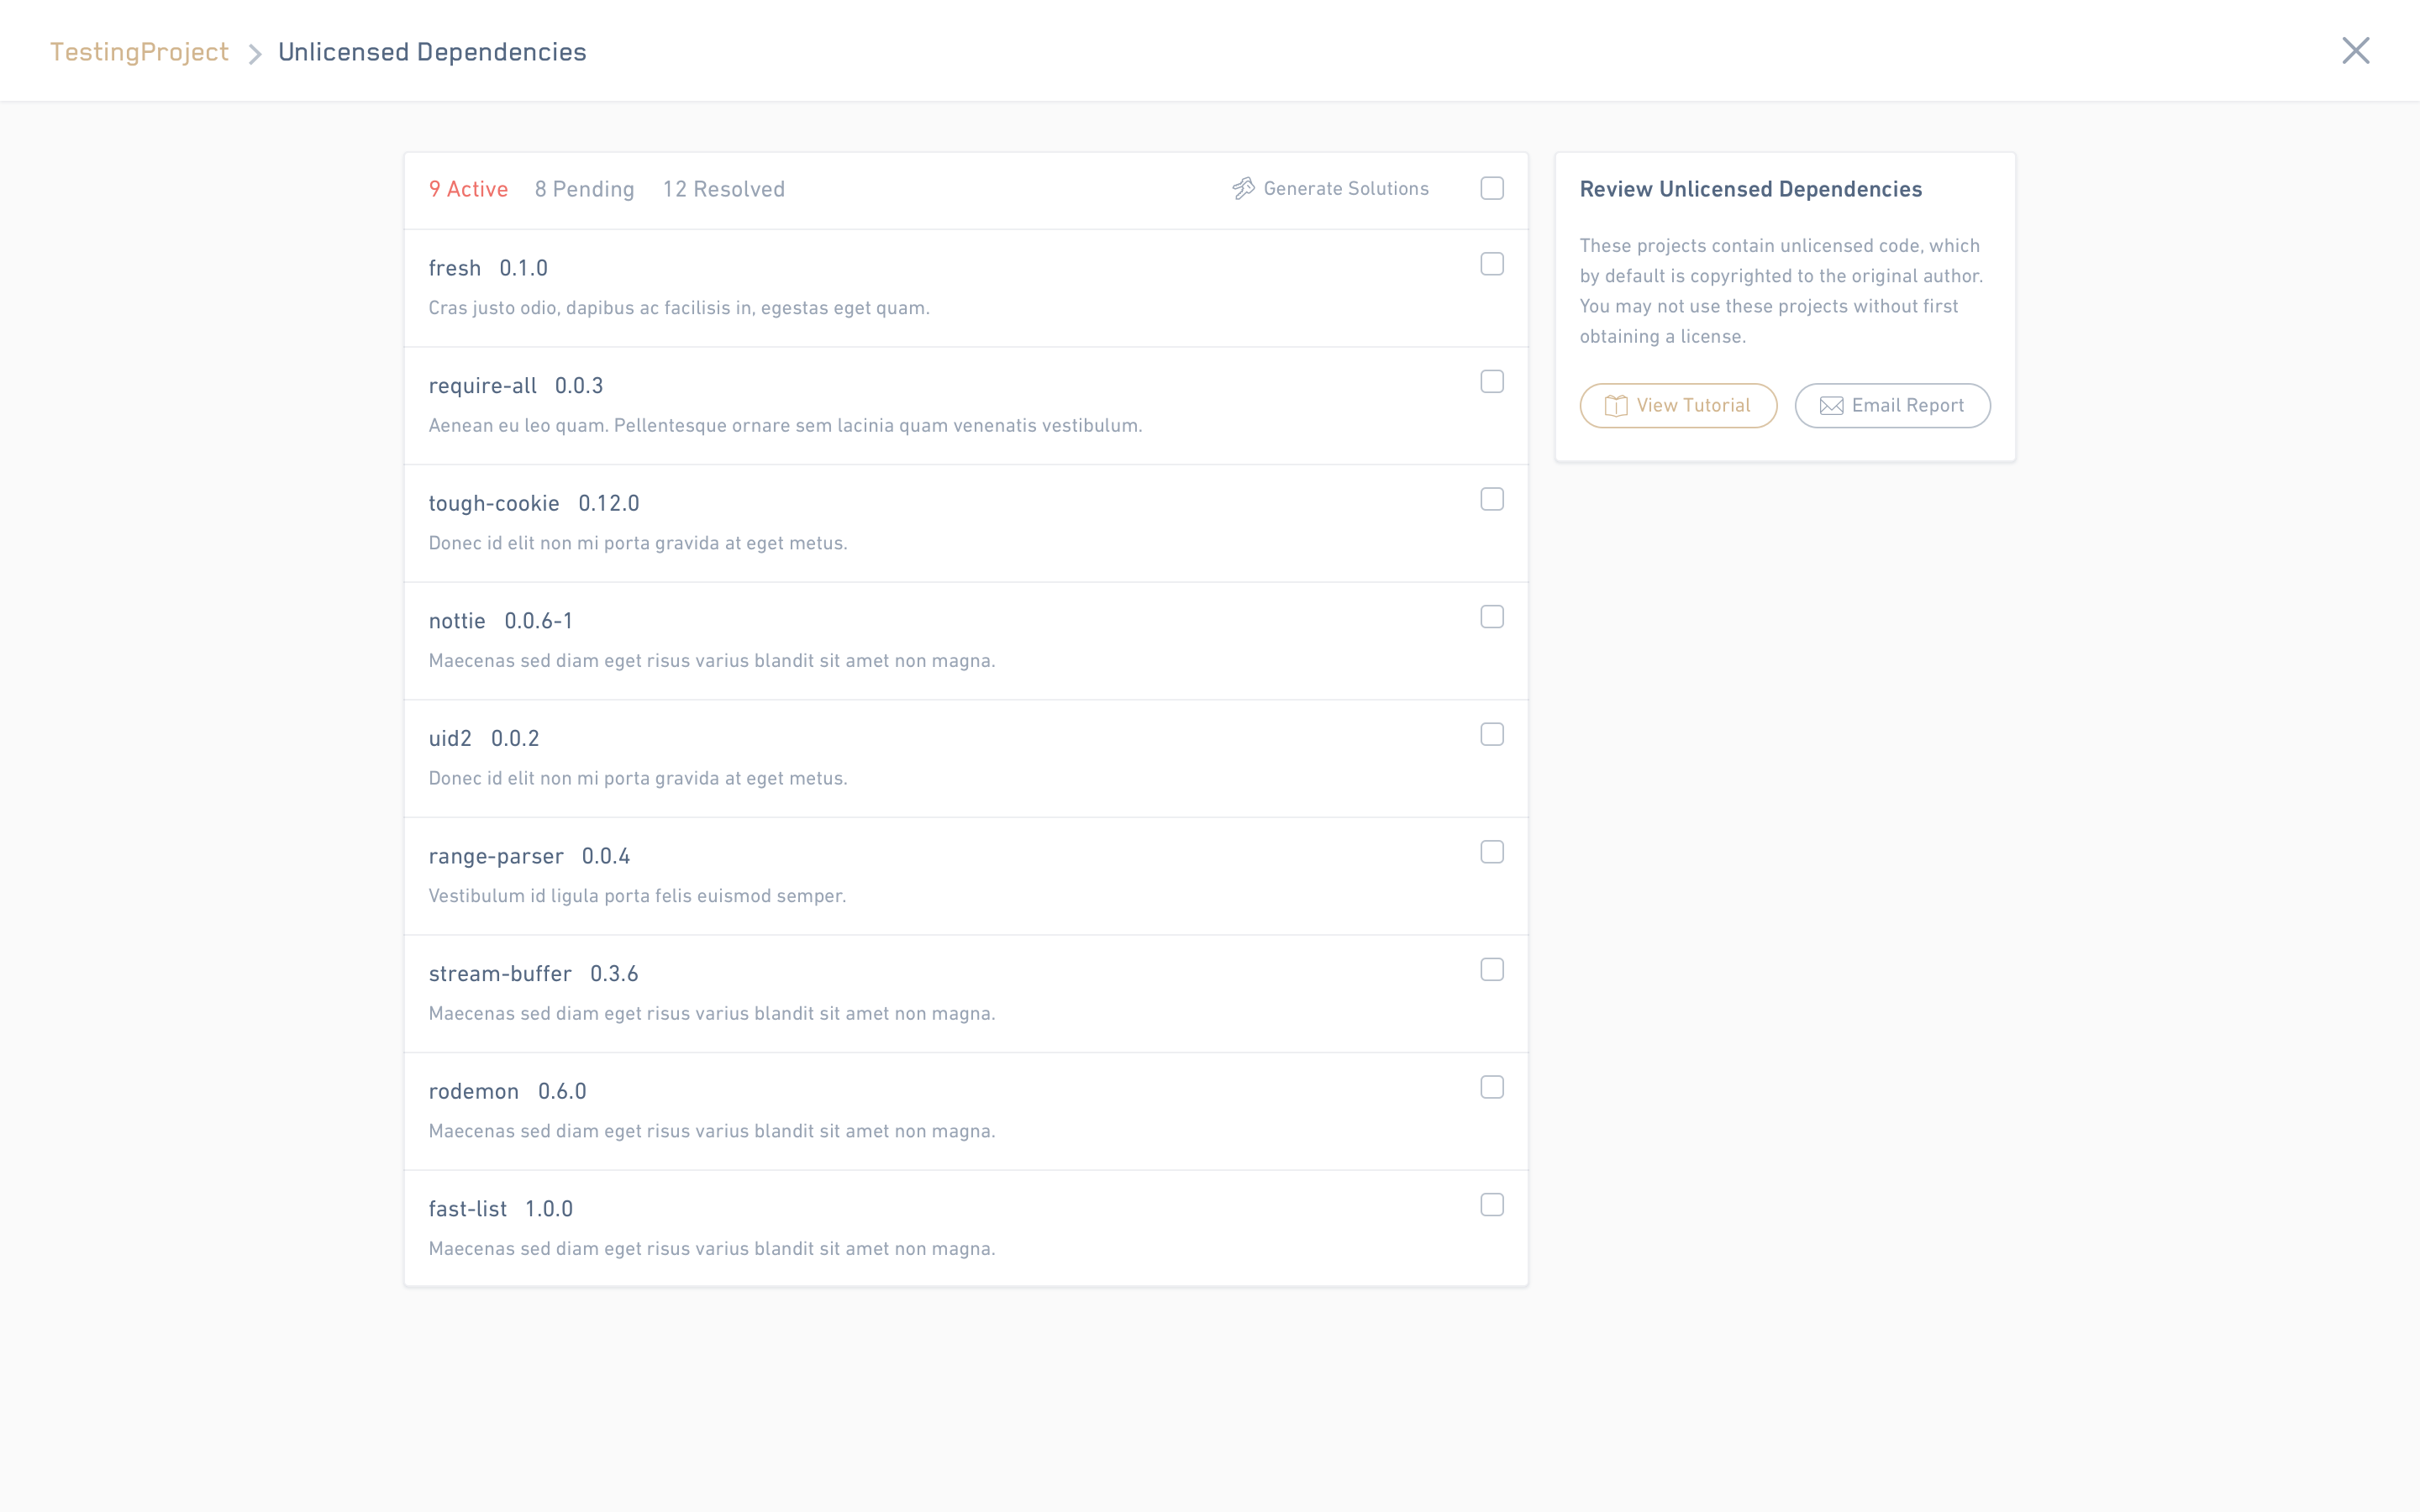 TestingProject > Unlicensed Dependencies
9 Active 8 Pending 12 Resolved Generate Solutions
fresh 0.1.0
Cras justo odio, dapibus ac facilisis in, egestas eget quam.
require-all 0.0.3
Aenean eu leo quam. Pellentesque ornare sem lacinia quam venenatis vestibulum.
tough-cookie 0.12.0
Donec id elit non mi porta gravida at eget metus.
nottie 0.0.6-1
Maecenas sed diam eget risus varius blandit sit amet non magna.
uid2 0.0.2
Donec id elit non mi porta gravida at eget metus.
range-parser 0.0.4
Vestibulum id ligula porta felis euismod semper.
stream-buffer 0.3.6
Maecenas sed diam eget risus varius blandit sit amet non magna.
rodemon 0.6.0
Maecenas sed diam eget risus varius blandit sit amet non magna.
fast-list 1.0.0
Maecenas sed diam eget risus varius blandit sit amet non magna.
Review Unlicensed Dependencies
These projects contain unlicensed code, which
by default is copyrighted to the original author.
You may not use these projects without first
obtaining a license.
View Tutorial Email Report